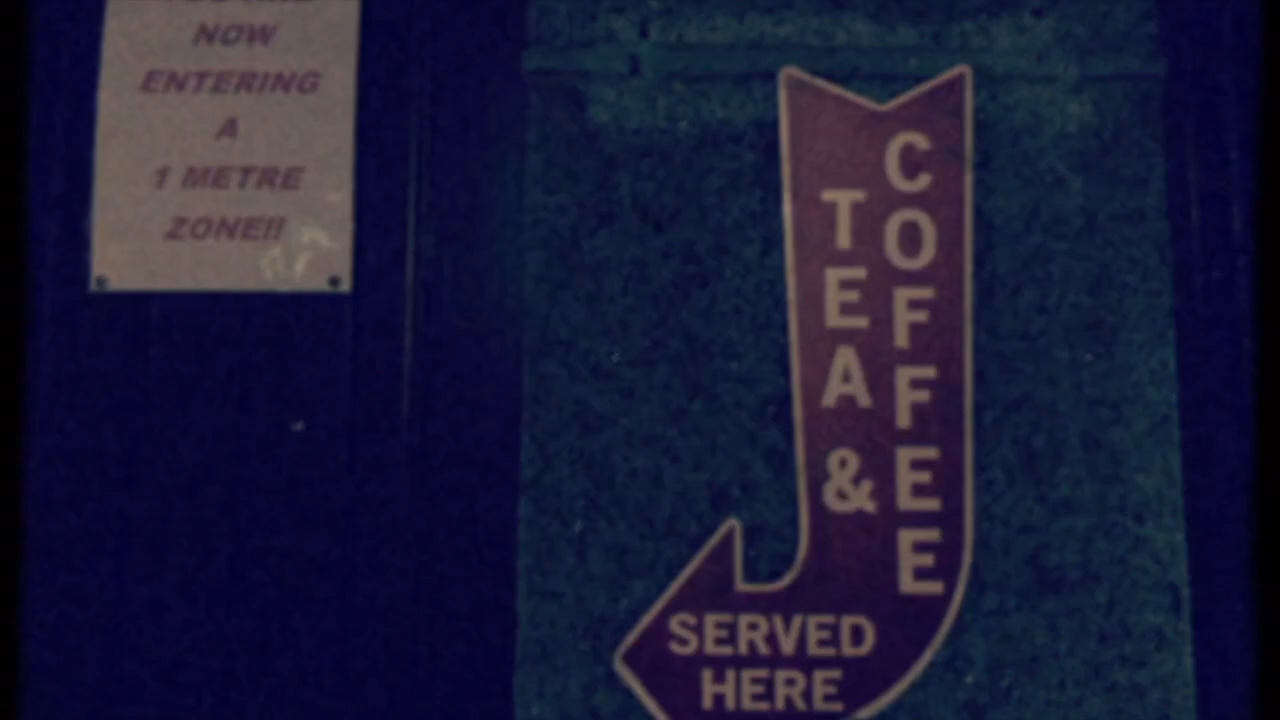 NOW
ENTERING
A
1 METRE
ZONE!!
TEA &
COFFEE
SERVED
HERE